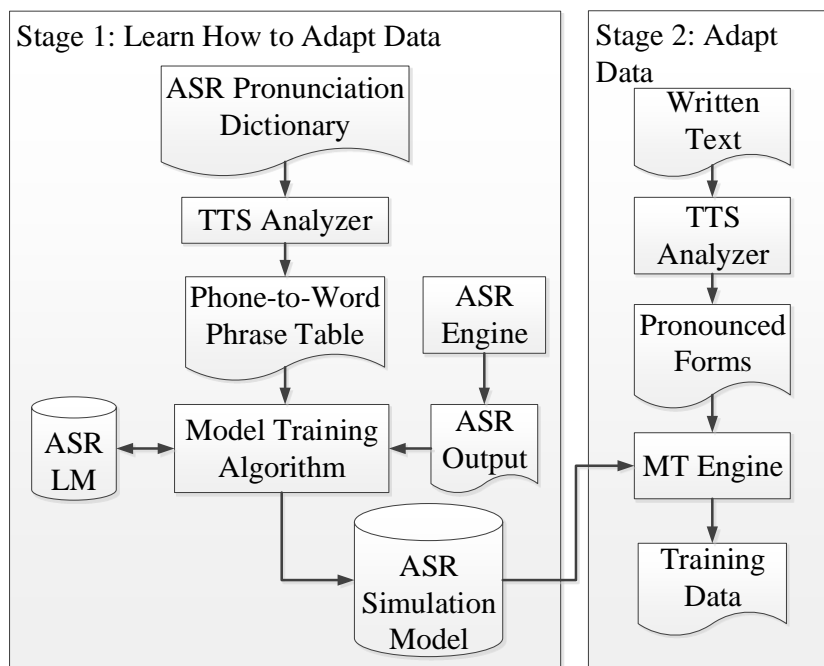 Stage 1: Learn How to Adapt Data
ASR Pronunciation
Dictionary
TTS Analyzer
Phone-to-Word
Phrase Table
ASR
Engine
ASR
LM
Model Training
Algorithm
ASR
Output
ASR
Simulation
Model
Stage 2: Adapt
Data
Written
Text
TTS
Analyzer
Pronounced
Forms
MT Engine
Training
Data